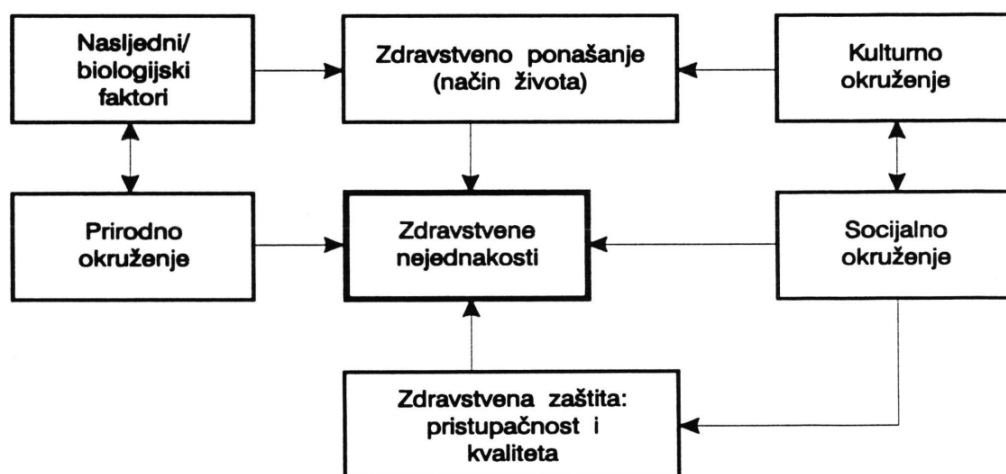 Nasljedni/
biologijski
faktori
Zdravstveno ponašanje
(način života)
Kulturno
okruženje
Prirodno
okruženje
Zdravstvene
nejednakosti
Socijalno
okruženje
Zdravstvena zaštita:
pristupačnost i
kvaliteta